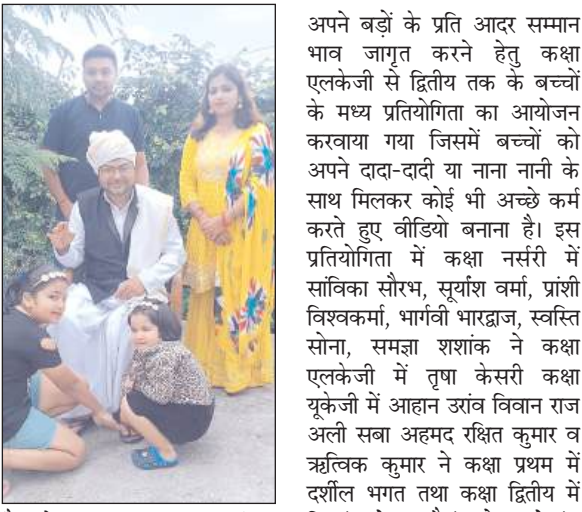 अपने बड़ों के प्रति आदर सम्मान
भाव जागृत करने हेतु कक्षा
एलकेजी से द्वितीय तक के बच्चों
के मध्य प्रतियोगिता का आयोजन
करवाया गया जिसमें बच्चों को
अपने दादा-दादी या नाना नानी के
साथ मिलकर कोई भी अच्छे कर्म
करते हुए वीडियो बनाना है। इस
प्रतियोगिता में कक्षा नर्सरी में
सांविका सौरभ, सूर्यांश वर्मा, प्रांशी
विश्वकर्मा, भार्गवी भारद्वाज, स्वस्ति
सोना, समज्ञा शशांक ने कक्षा
एलकेजी में तृषा केसरी कक्षा
यूकेजी में आहान उरांव विवान राज
अली सबा अहमद रक्षित कुमार व
ऋत्विक कुमार ने कक्षा प्रथम में
दर्शील भगत तथा कक्षा द्वितीय में